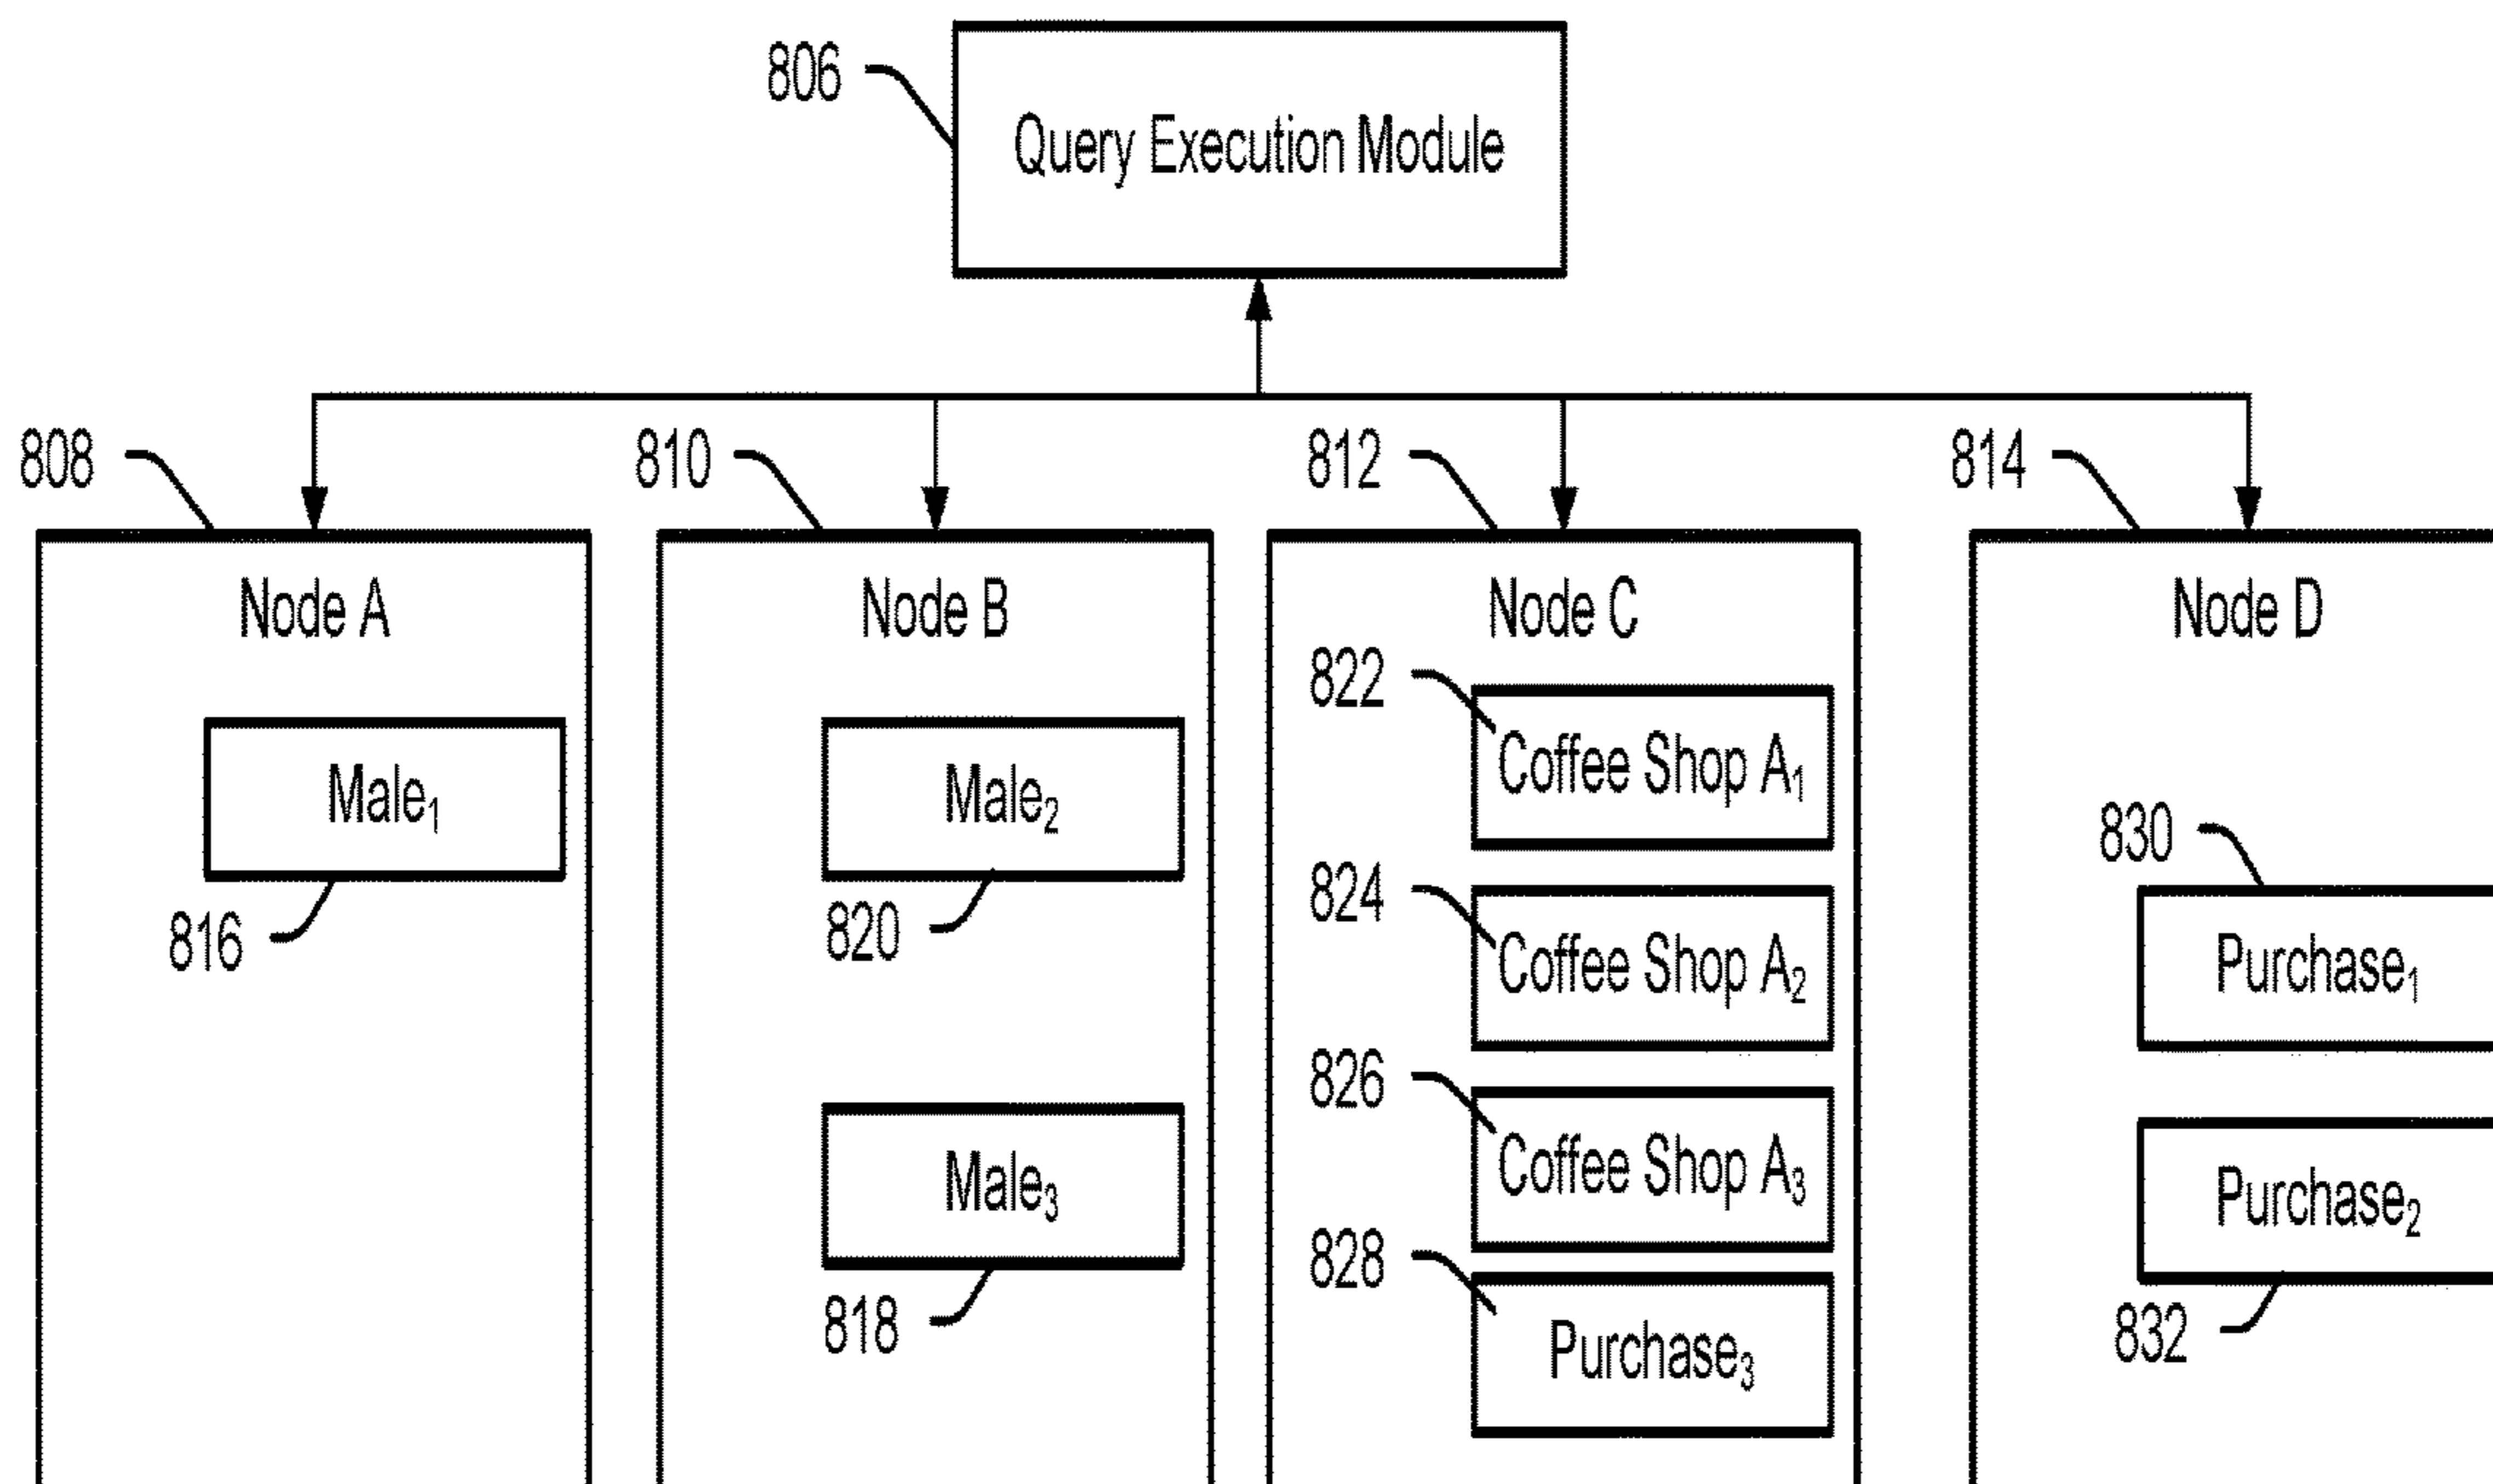 806
Query Execution Module
808
810
812
814
Node A
Node B
Node C
Node D
Male₁
816
Male₂
820
Male₃
818
822
Coffee Shop A₁
824
Coffee Shop A₂
826
Coffee Shop A₃
828
Purchase₃
830
Purchase₁
Purchase₂
832